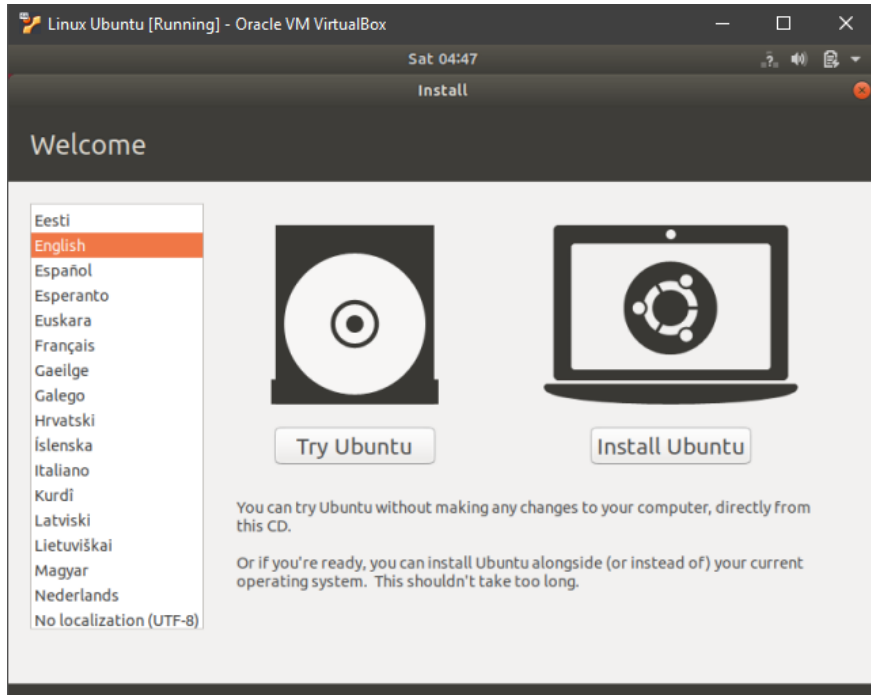 Linux Ubuntu [Running] - Oracle VM VirtualBox
Sat 04:47
Install
Welcome
Eesti
English
Español
Esperanto
Euskara
Français
Gaeilge
Galego
Hrvatski
Íslenska
Italiano
Kurdî
Latviski
Lietuviškai
Magyar
Nederlands
No localization (UTF-8)
Try Ubuntu
Install Ubuntu
You can try Ubuntu without making any changes to your computer, directly from
this CD.
Or if you're ready, you can install Ubuntu alongside (or instead of) your current
operating system. This shouldn't take too long.